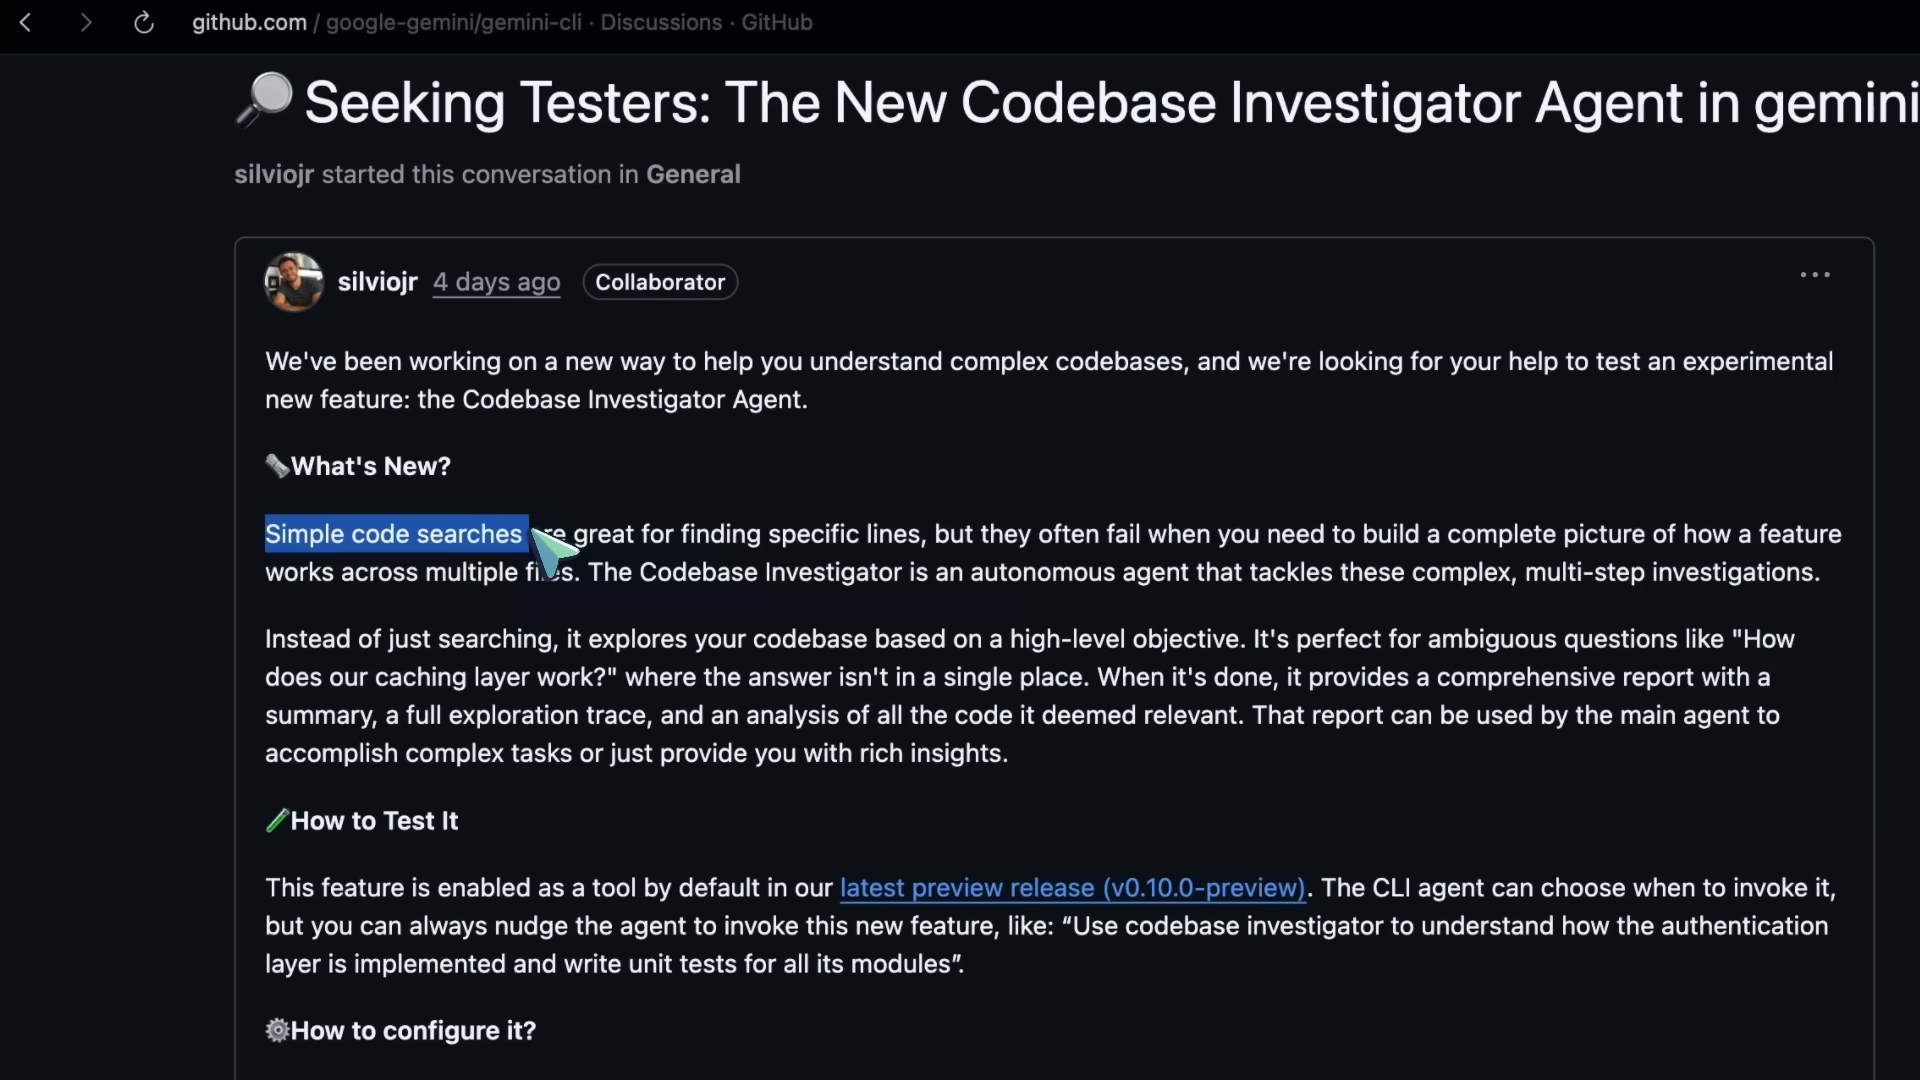 github.com / google-gemini/gemini-cli · Discussions · GitHub
Seeking Testers: The New Codebase Investigator Agent in gemini
silviojr started this conversation in General
silviojr 4 days ago Collaborator
We've been working on a new way to help you understand complex codebases, and we're looking for your help to test an experimental
new feature: the Codebase Investigator Agent.
What's New?
Simple code searches are great for finding specific lines, but they often fail when you need to build a complete picture of how a feature
works across multiple files. The Codebase Investigator is an autonomous agent that tackles these complex, multi-step investigations.
Instead of just searching, it explores your codebase based on a high-level objective. It's perfect for ambiguous questions like "How
does our caching layer work?" where the answer isn't in a single place. When it's done, it provides a comprehensive report with a
summary, a full exploration trace, and an analysis of all the code it deemed relevant. That report can be used by the main agent to
accomplish complex tasks or just provide you with rich insights.
How to Test It
This feature is enabled as a tool by default in our latest preview release (v0.10.0-preview). The CLI agent can choose when to invoke it,
but you can always nudge the agent to invoke this new feature, like: “Use codebase investigator to understand how the authentication
layer is implemented and write unit tests for all its modules”.
How to configure it?